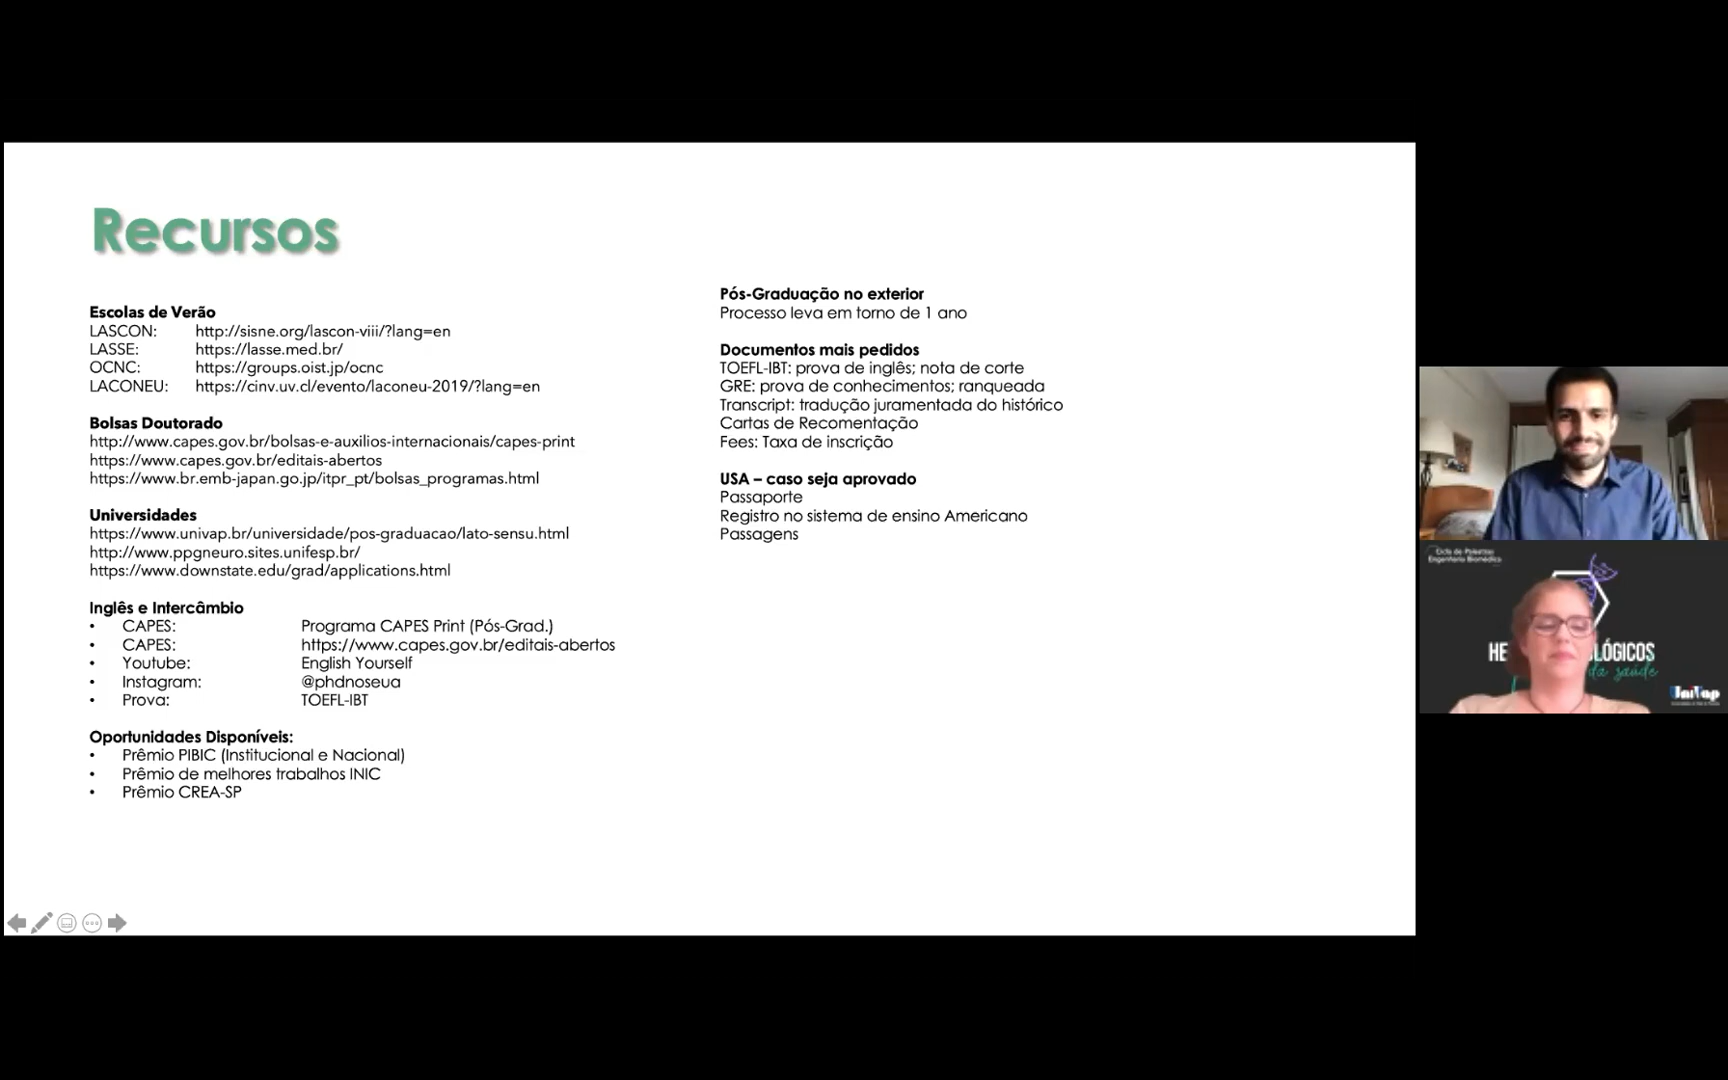 Recursos
Escolas de Verão
LASCON: http://sisne.org/lascon-viii/?lang=en
LASSE: https://lasse.med.br/
OCNC: https://groups.oist.jp/ocnc
LACONEU: https://cinv.uv.cl/evento/laconeu-2019/?lang=en
Bolsas Doutorado
http://www.capes.gov.br/bolsas-e-auxilios-internacionais/capes-print
https://www.capes.gov.br/editais-abertos
https://www.br.emb-japan.go.jp/itpr_pt/bolsas_programas.html
Universidades
https://www.univap.br/universidade/pos-graduacao/lato-sensu.html
http://www.ppgneuro.sites.unifesp.br/
https://www.downstate.edu/grad/applications.html
Inglês e Intercâmbio
• CAPES: Programa CAPES Print (Pós-Grad.)
• CAPES: https://www.capes.gov.br/editais-abertos
• Youtube: English Yourself
• Instagram: @phdnoseua
• Prova: TOEFL-IBT
Oportunidades Disponíveis:
• Prêmio PIBIC (Institucional e Nacional)
• Prêmio de melhores trabalhos INIC
• Prêmio CREA-SP
Pós-Graduação no exterior
Processo leva em torno de 1 ano
Documentos mais pedidos
TOEFL-IBT: prova de inglês; nota de corte
GRE: prova de conhecimentos; ranqueada
Transcript: tradução juramentada do histórico
Cartas de Recomentação
Fees: Taxa de inscrição
USA – caso seja aprovado
Passaporte
Registro no sistema de ensino Americano
Passagens
Ciclo de Palestras
Engenharia Biomédica
HE LÓGICOS
da saúde
UniVap